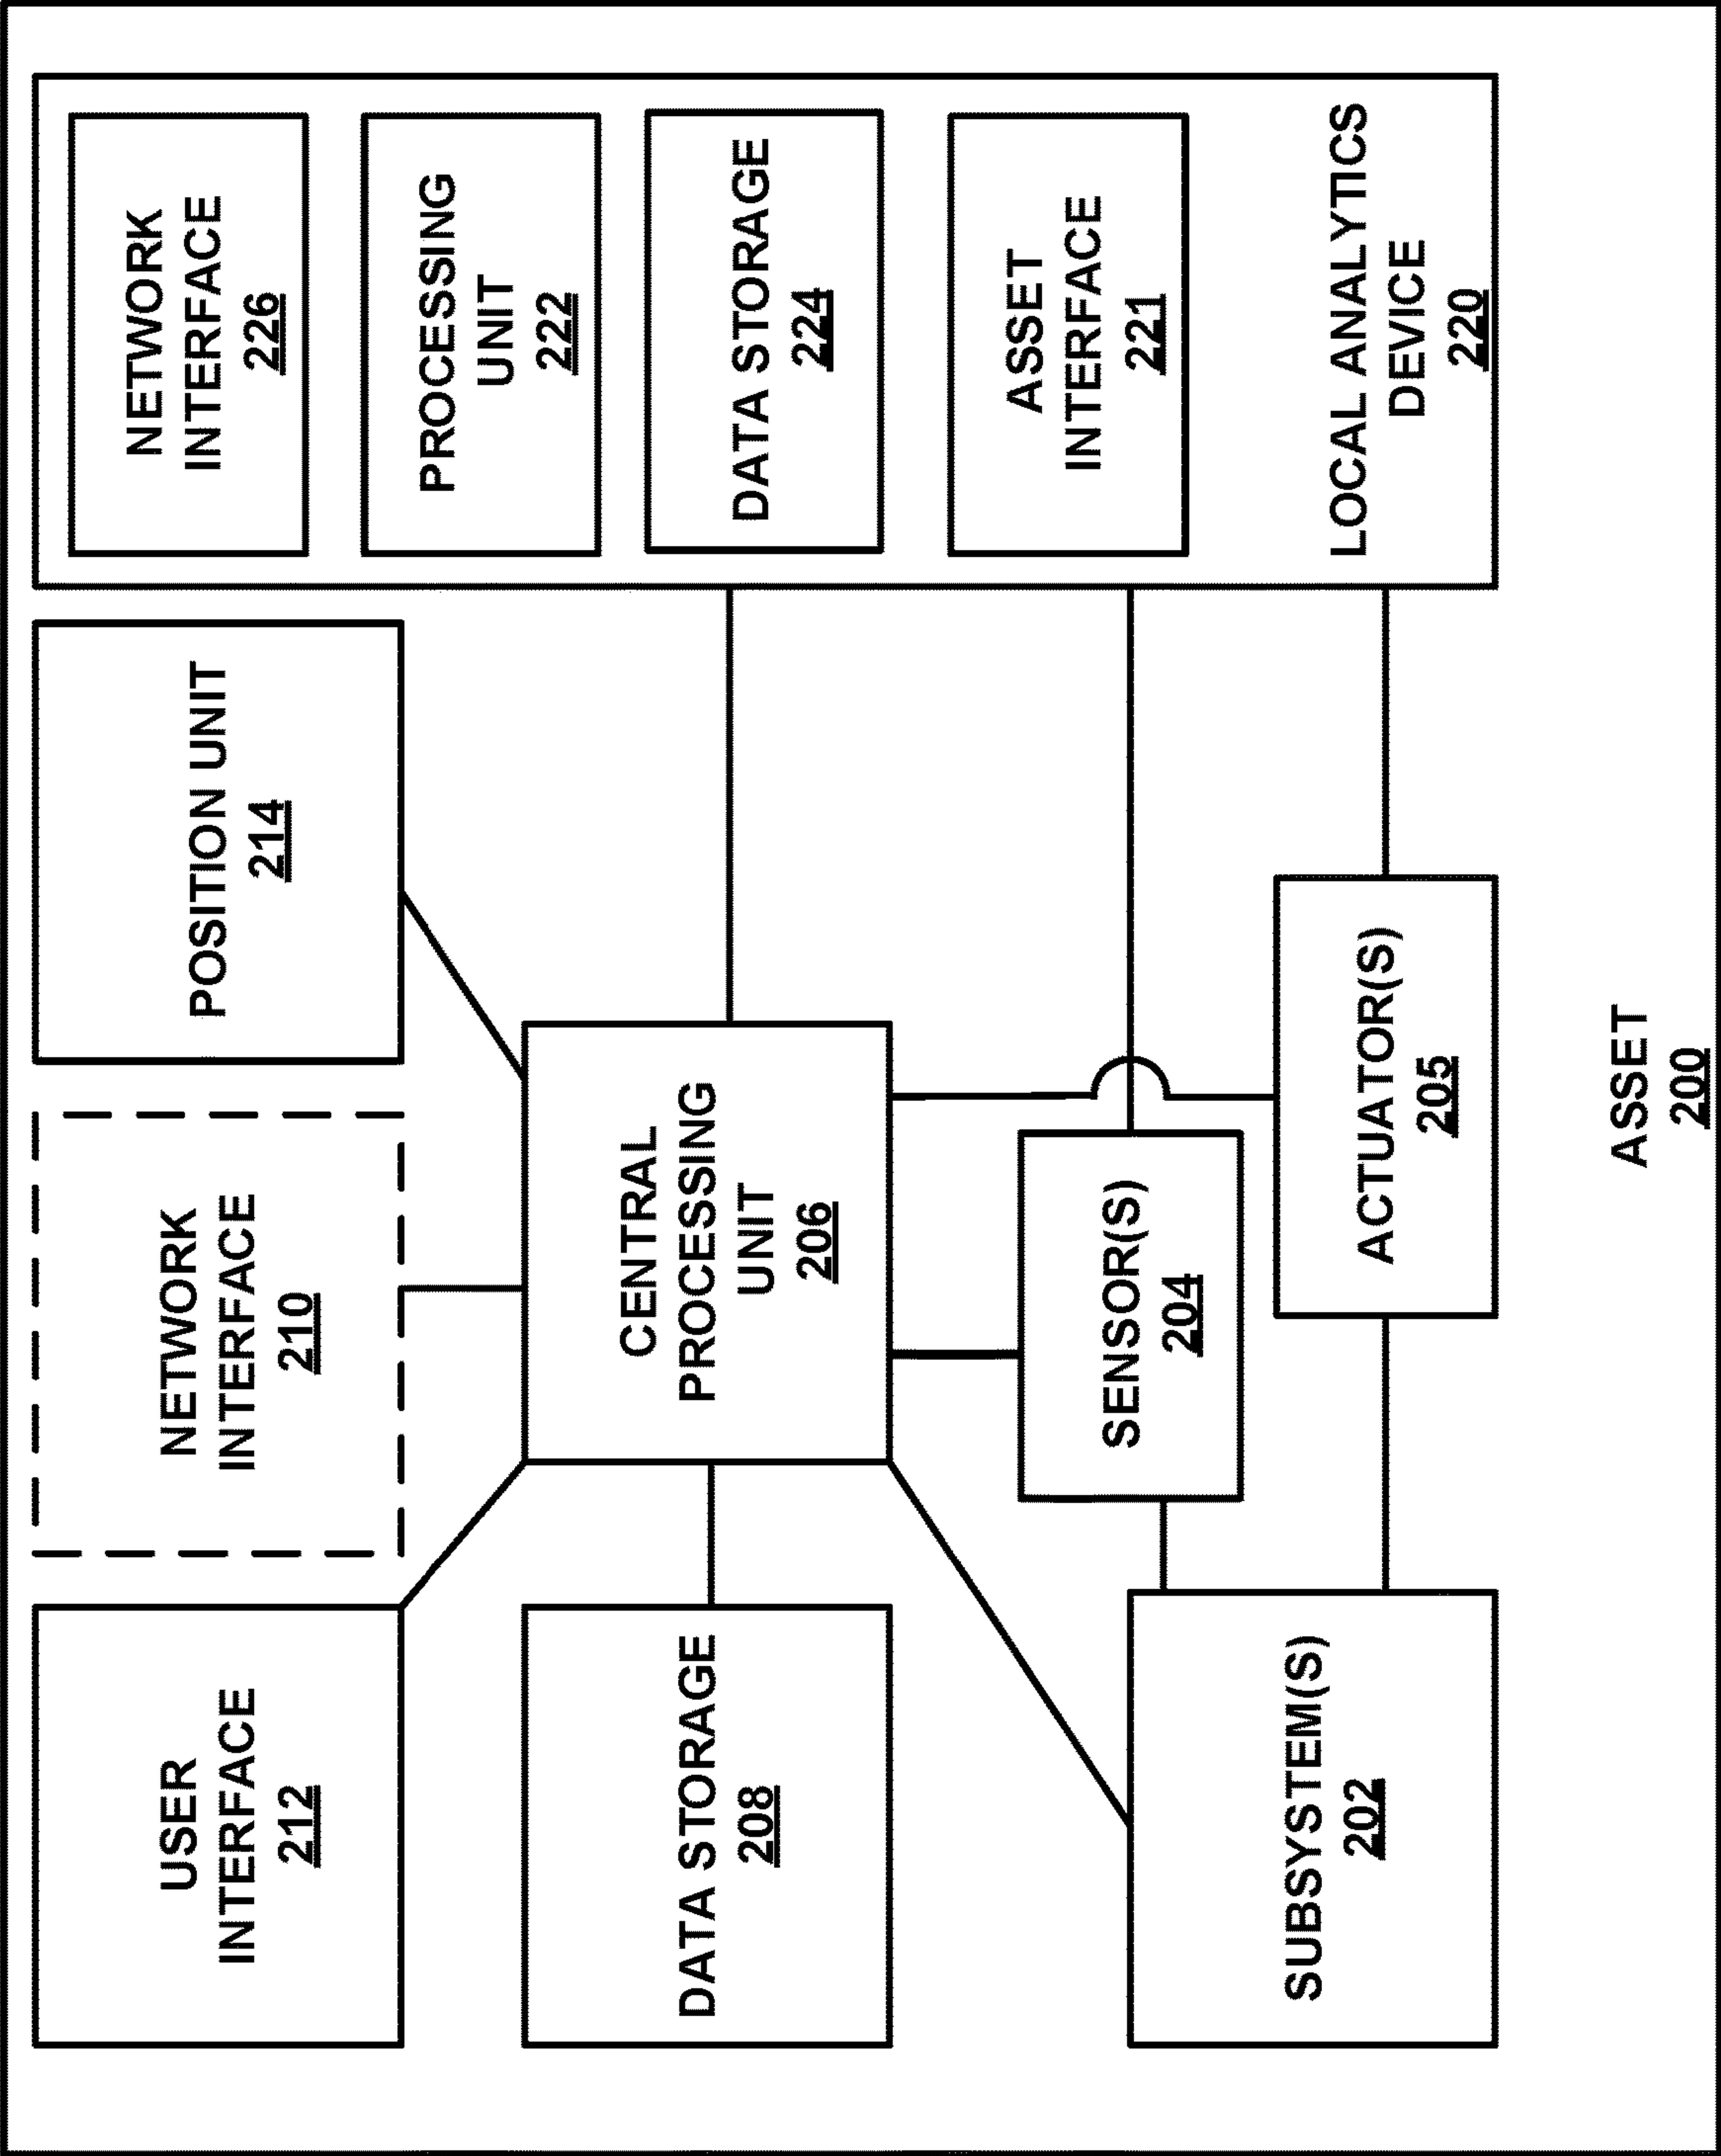 USER
INTERFACE
212
NETWORK
INTERFACE
210
POSITION UNIT
214
NETWORK
INTERFACE
226
PROCESSING
UNIT
222
DATA STORAGE
224
ASSET
INTERFACE
221
LOCAL ANALYTICS
DEVICE
220
DATA STORAGE
208
CENTRAL
PROCESSING
UNIT
206
SENSOR(S)
204
SUBSYSTEM(S)
202
ACTUATOR(S)
205
ASSET
200